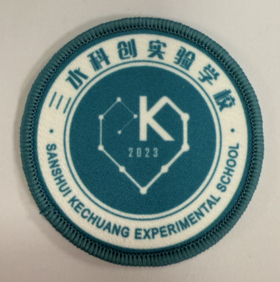 ·三水科创实验学校·
K
2023
SANSHUI KECHUANG EXPERIMENTAL SCHOOL